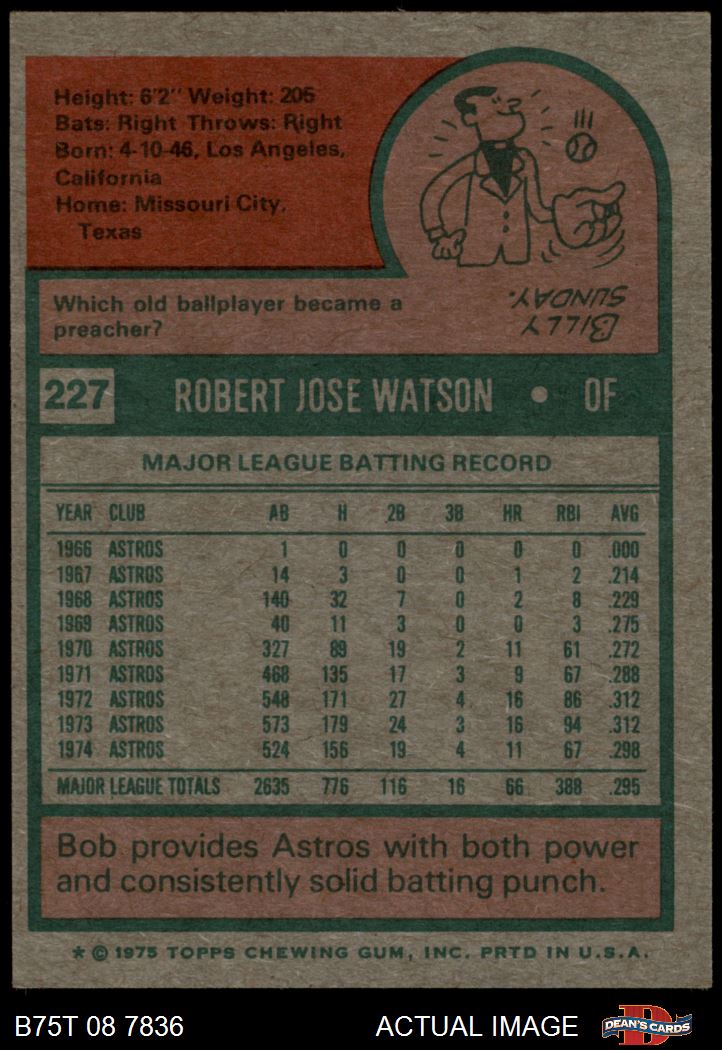 Height: 6'2" Weight: 205
Bats: Right Throws: Right
Born: 4-10-46, Los Angeles,
California
Home: Missouri City,
Texas
BILLY
SUNDAY.
Which old ballplayer became a
preacher?
227 ROBERT JOSE WATSON • OF
MAJOR LEAGUE BATTING RECORD
YEAR CLUB AB H 2B 3B HR RBI AVG
1966 ASTROS 1 0 0 0 0 0 .000
1967 ASTROS 14 3 0 0 1 2 .214
1968 ASTROS 140 32 7 0 2 8 .229
1969 ASTROS 40 11 3 0 0 3 .275
1970 ASTROS 327 89 19 2 11 61 .272
1971 ASTROS 468 135 17 3 9 67 .288
1972 ASTROS 548 171 27 4 16 86 .312
1973 ASTROS 573 179 24 3 16 94 .312
1974 ASTROS 524 156 19 4 11 67 .298
MAJOR LEAGUE TOTALS 2635 776 116 16 66 388 .295
Bob provides Astros with both power
and consistently solid batting punch.
* © 1975 TOPPS CHEWING GUM, INC. PRTD IN U.S.A.
B75T 08 7836 ACTUAL IMAGE D DEAN'S CARDS